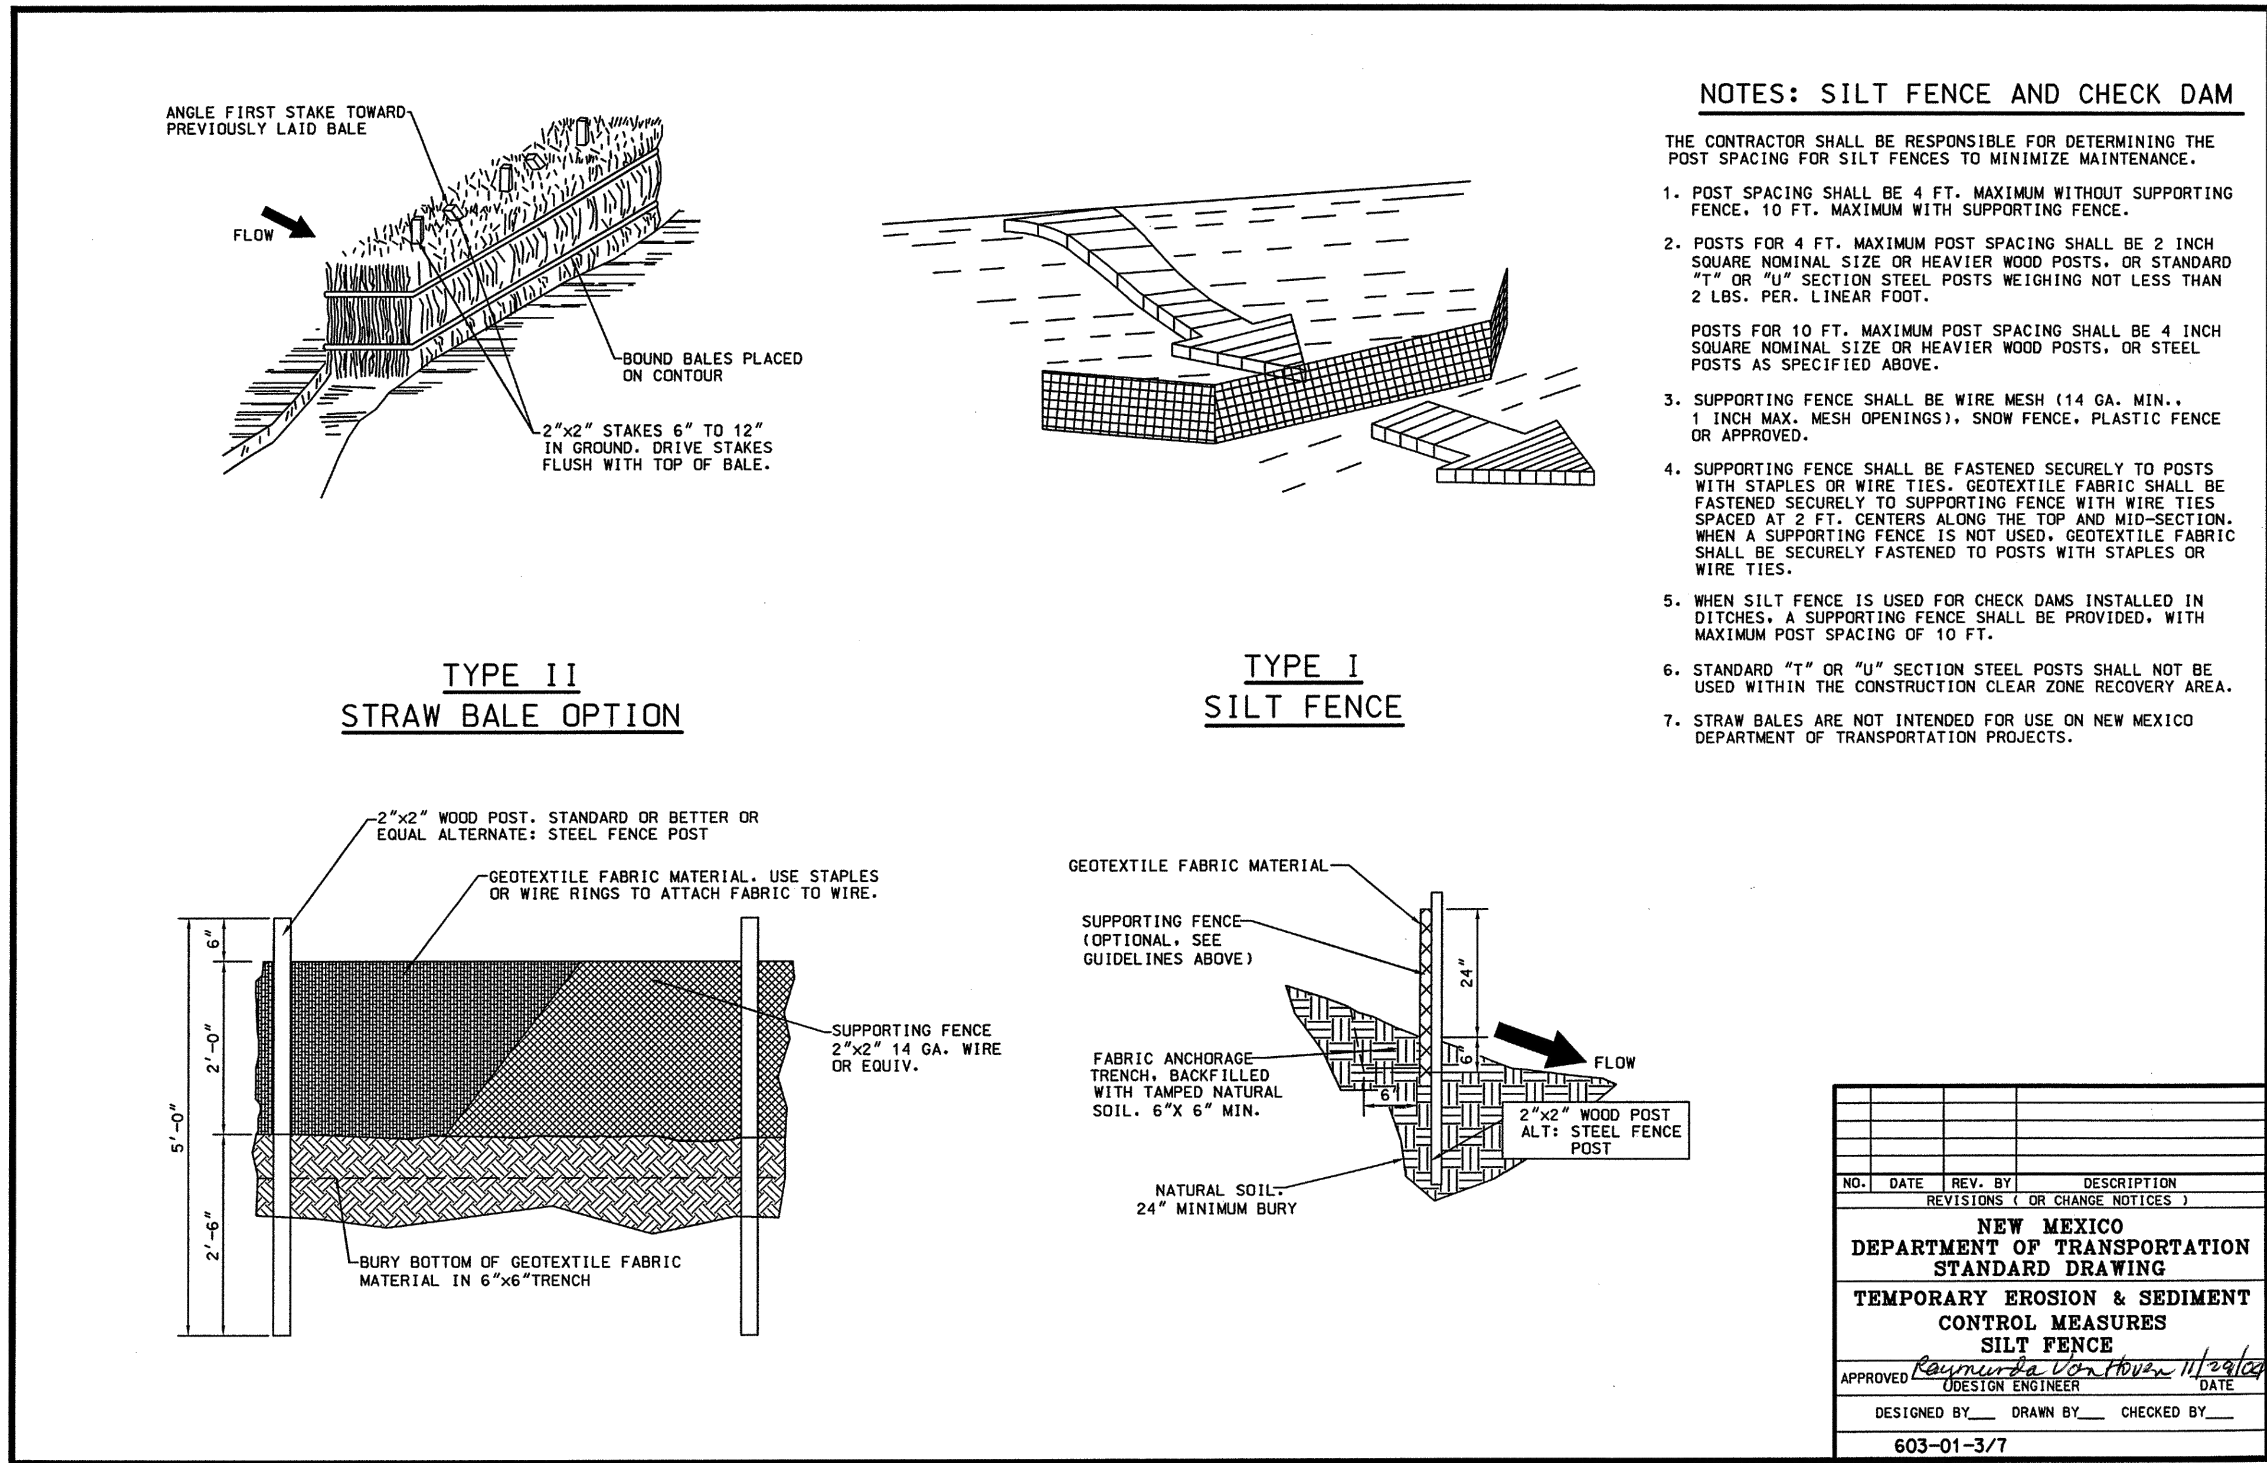 ANGLE FIRST STAKE TOWARD
PREVIOUSLY LAID BALE
FLOW
BOUND BALES PLACED
ON CONTOUR
2"x2" STAKES 6" TO 12"
IN GROUND. DRIVE STAKES
FLUSH WITH TOP OF BALE.
TYPE II
STRAW BALE OPTION
TYPE I
SILT FENCE
NOTES: SILT FENCE AND CHECK DAM
THE CONTRACTOR SHALL BE RESPONSIBLE FOR DETERMINING THE
POST SPACING FOR SILT FENCES TO MINIMIZE MAINTENANCE.
1. POST SPACING SHALL BE 4 FT. MAXIMUM WITHOUT SUPPORTING
FENCE, 10 FT. MAXIMUM WITH SUPPORTING FENCE.
2. POSTS FOR 4 FT. MAXIMUM POST SPACING SHALL BE 2 INCH
SQUARE NOMINAL SIZE OR HEAVIER WOOD POSTS, OR STANDARD
"T" OR "U" SECTION STEEL POSTS WEIGHING NOT LESS THAN
2 LBS. PER. LINEAR FOOT.
POSTS FOR 10 FT. MAXIMUM POST SPACING SHALL BE 4 INCH
SQUARE NOMINAL SIZE OR HEAVIER WOOD POSTS, OR STEEL
POSTS AS SPECIFIED ABOVE.
3. SUPPORTING FENCE SHALL BE WIRE MESH (14 GA. MIN.,
1 INCH MAX. MESH OPENINGS), SNOW FENCE, PLASTIC FENCE
OR APPROVED.
4. SUPPORTING FENCE SHALL BE FASTENED SECURELY TO POSTS
WITH STAPLES OR WIRE TIES. GEOTEXTILE FABRIC SHALL BE
FASTENED SECURELY TO SUPPORTING FENCE WITH WIRE TIES
SPACED AT 2 FT. CENTERS ALONG THE TOP AND MID-SECTION.
WHEN A SUPPORTING FENCE IS NOT USED, GEOTEXTILE FABRIC
SHALL BE SECURELY FASTENED TO POSTS WITH STAPLES OR
WIRE TIES.
5. WHEN SILT FENCE IS USED FOR CHECK DAMS INSTALLED IN
DITCHES, A SUPPORTING FENCE SHALL BE PROVIDED, WITH
MAXIMUM POST SPACING OF 10 FT.
6. STANDARD "T" OR "U" SECTION STEEL POSTS SHALL NOT BE
USED WITHIN THE CONSTRUCTION CLEAR ZONE RECOVERY AREA.
7. STRAW BALES ARE NOT INTENDED FOR USE ON NEW MEXICO
DEPARTMENT OF TRANSPORTATION PROJECTS.
2"x2" WOOD POST. STANDARD OR BETTER OR
EQUAL ALTERNATE: STEEL FENCE POST
GEOTEXTILE FABRIC MATERIAL. USE STAPLES
OR WIRE RINGS TO ATTACH FABRIC TO WIRE.
6"
2'-0"
5'-0"
2'-6"
SUPPORTING FENCE
2"x2" 14 GA. WIRE
OR EQUIV.
BURY BOTTOM OF GEOTEXTILE FABRIC
MATERIAL IN 6"x6"TRENCH
GEOTEXTILE FABRIC MATERIAL
SUPPORTING FENCE
(OPTIONAL, SEE
GUIDELINES ABOVE)
24"
6"
FLOW
FABRIC ANCHORAGE
TRENCH, BACKFILLED
WITH TAMPED NATURAL
SOIL. 6"X 6" MIN.
6"
2"x2" WOOD POST
ALT: STEEL FENCE
POST
NATURAL SOIL.
24" MINIMUM BURY
NO. DATE REV. BY DESCRIPTION
REVISIONS ( OR CHANGE NOTICES )
NEW MEXICO
DEPARTMENT OF TRANSPORTATION
STANDARD DRAWING
TEMPORARY EROSION & SEDIMENT
CONTROL MEASURES
SILT FENCE
APPROVED Raymunda Van Hoven 11/29/04
DESIGN ENGINEER DATE
DESIGNED BY___ DRAWN BY___ CHECKED BY___
603-01-3/7